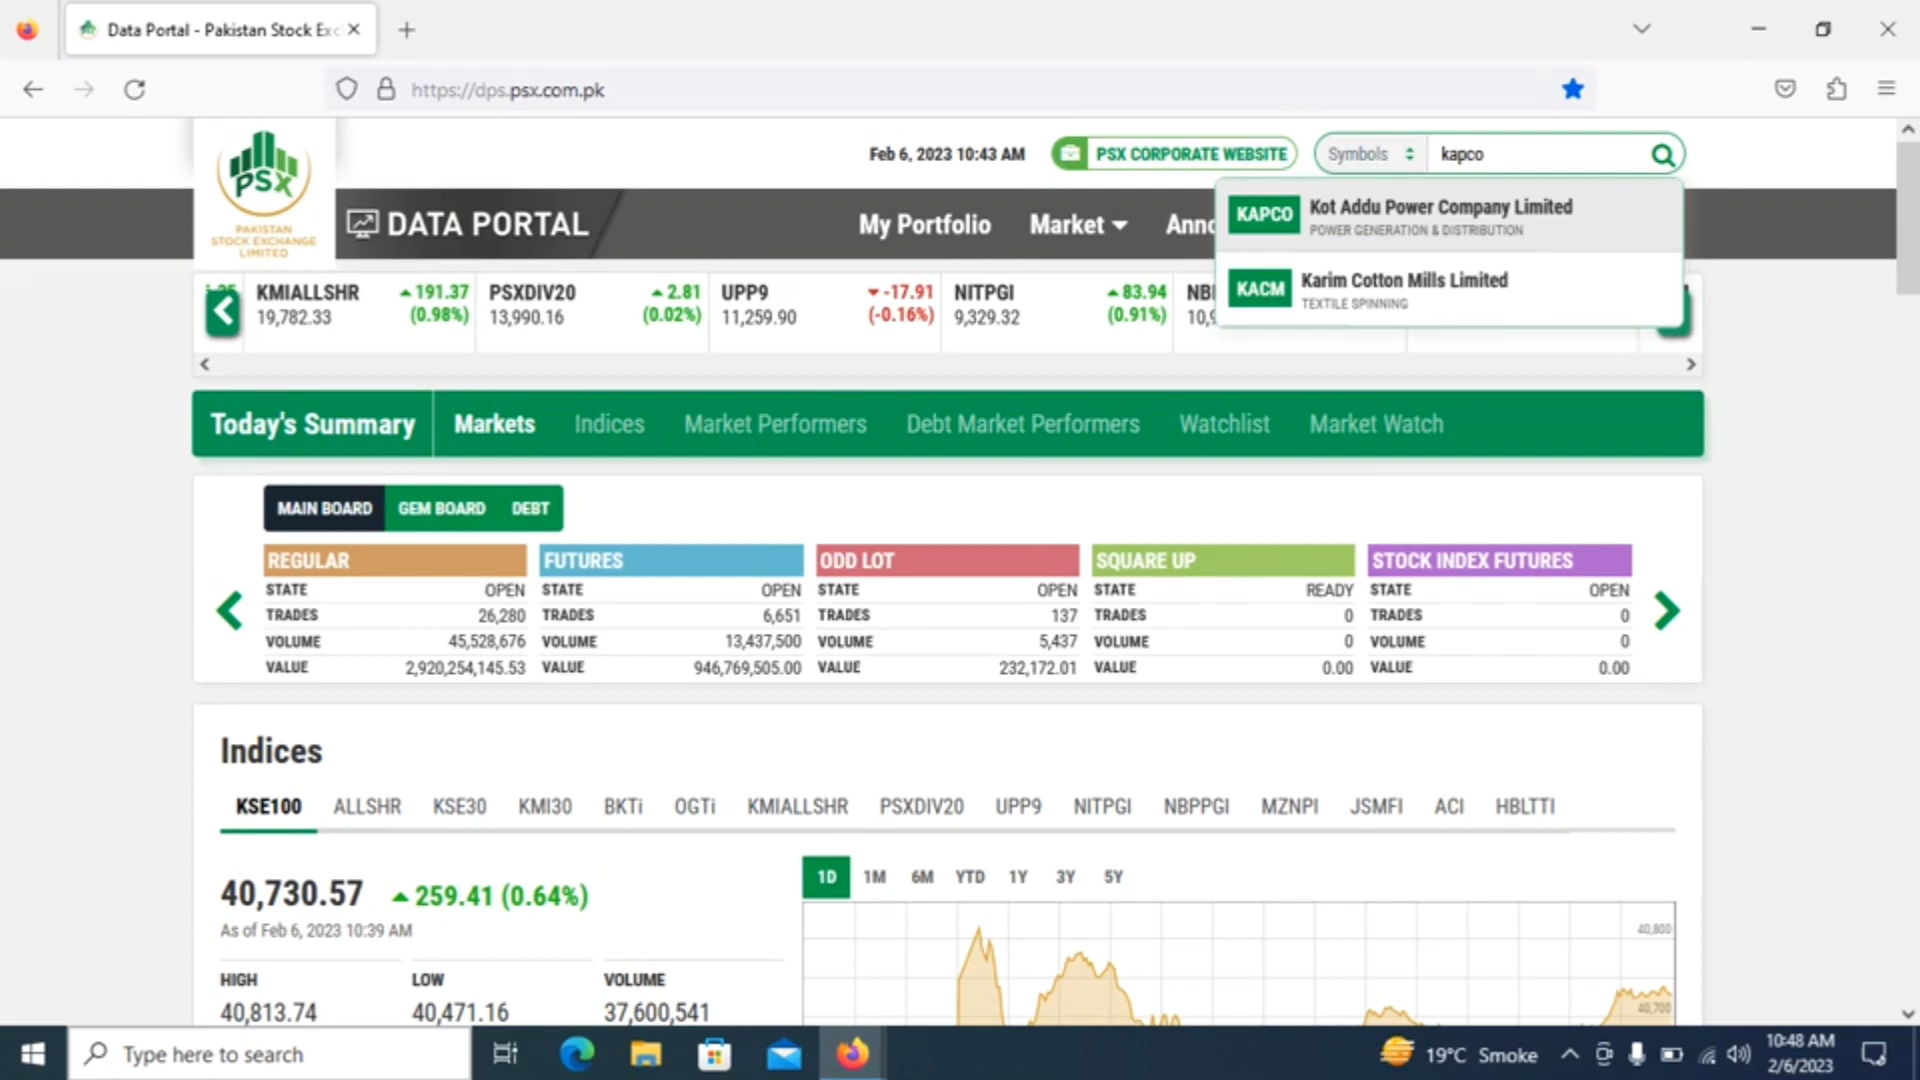 Data Portal - Pakistan Stock Exc
https://dps.psx.com.pk
PSX
PAKISTAN
STOCK EXCHANGE
LIMITED
Feb 6, 2023 10:43 AM
PSX CORPORATE WEBSITE
Symbols
kapco
DATA PORTAL
My Portfolio
Market
Anno
KAPCO
Kot Addu Power Company Limited
POWER GENERATION & DISTRIBUTION
KACM
Karim Cotton Mills Limited
TEXTILE SPINNING
KMIALLSHR 191.37
19,782.33 (0.98%)
PSXDIV20 2.81
13,990.16 (0.02%)
UPP9 -17.91
11,259.90 (-0.16%)
NITPGI 83.94
9,329.32 (0.91%)
Today's Summary Markets Indices Market Performers Debt Market Performers Watchlist Market Watch
MAIN BOARD GEM BOARD DEBT
REGULAR FUTURES ODD LOT SQUARE UP STOCK INDEX FUTURES
STATE OPEN STATE OPEN STATE OPEN STATE READY STATE OPEN
TRADES 26,280 TRADES 6,651 TRADES 137 TRADES 0 TRADES 0
VOLUME 45,528,676 VOLUME 13,437,500 VOLUME 5,437 VOLUME 0 VOLUME 0
VALUE 2,920,254,145.53 VALUE 946,769,505.00 VALUE 232,172.01 VALUE 0.00 VALUE 0.00
Indices
KSE100 ALLSHR KSE30 KMI30 BKTi OGTi KMIALLSHR PSXDIV20 UPP9 NITPGI NBPPGI MZNPI JSMFI ACI HBLTTI
40,730.57 259.41 (0.64%)
As of Feb 6, 2023 10:39 AM
HIGH LOW VOLUME
40,813.74 40,471.16 37,600,541
1D 1M 6M YTD 1Y 3Y 5Y
40,800
40,700
Type here to search
19°C Smoke
10:48 AM
2/6/2023